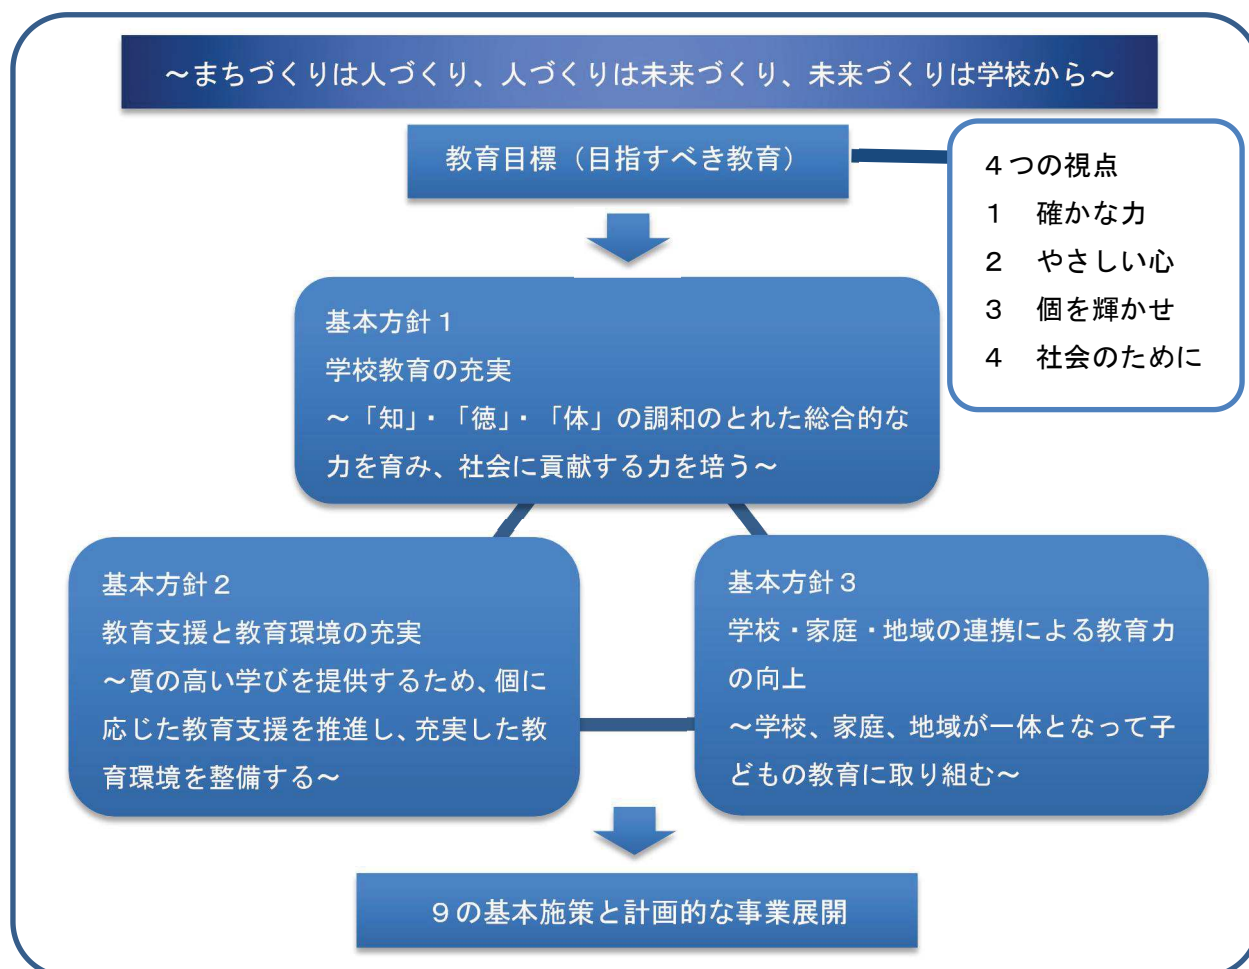 ～まちづくりは人づくり、人づくりは未来づくり、未来づくりは学校から～
教育目標（目指すべき教育）
４つの視点
１　確かな力
２　やさしい心
３　個を輝かせ
４　社会のために
基本方針１
学校教育の充実
～「知」・「徳」・「体」の調和のとれた総合的な
力を育み、社会に貢献する力を培う～
基本方針２
教育支援と教育環境の充実
～質の高い学びを提供するため、個に
応じた教育支援を推進し、充実した教
育環境を整備する～
基本方針３
学校・家庭・地域の連携による教育力
の向上
～学校、家庭、地域が一体となって子
どもの教育に取り組む～
９の基本施策と計画的な事業展開